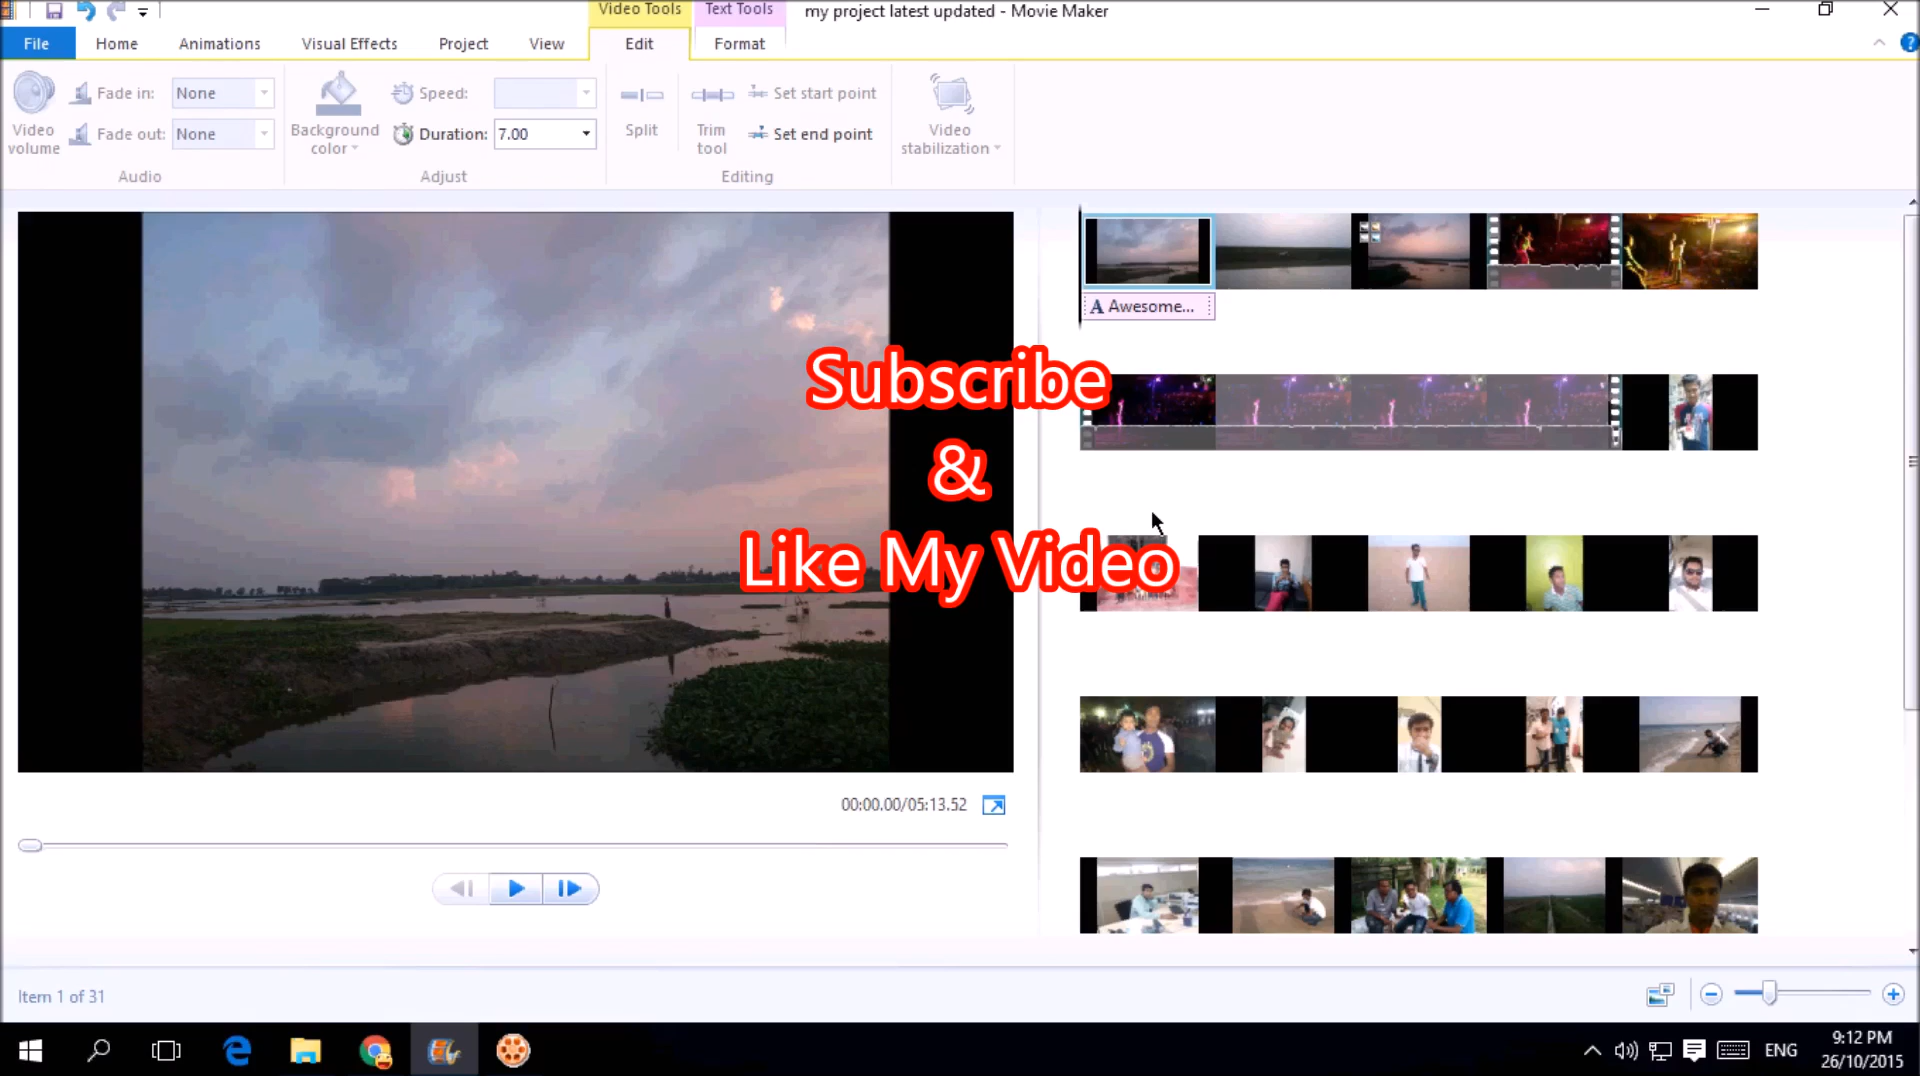 Video Tools
Text Tools
my project latest updated - Movie Maker
File
Home
Animations
Visual Effects
Project
View
Edit
Format
Video volume
Fade in:
None
Fade out:
None
Audio
Background color
Speed:
Duration:
7.00
Adjust
Split
Trim tool
Set start point
Set end point
Editing
Video stabilization
A Awesome...
Subscribe
&
Like My Video
00:00.00/05:13.52
Item 1 of 31
ENG
9:12 PM
26/10/2015